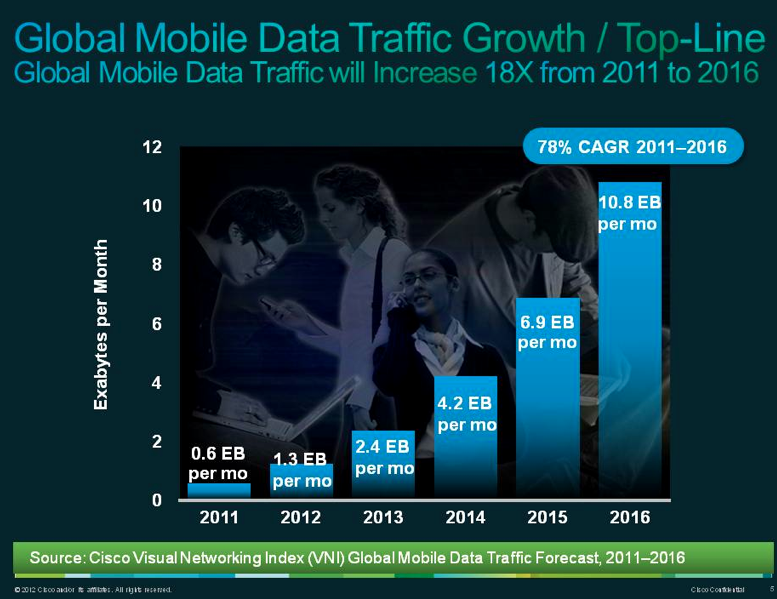 Global Mobile Data Traffic Growth / Top-Line
Global Mobile Data Traffic will Increase 18X from 2011 to 2016
78% CAGR 2011–2016
Exabytes per Month
12
10
8
6
4
2
0
0.6 EB
per mo
1.3 EB
per mo
2.4 EB
per mo
4.2 EB
per mo
6.9 EB
per mo
10.8 EB
per mo
2011 2012 2013 2014 2015 2016
Source: Cisco Visual Networking Index (VNI) Global Mobile Data Traffic Forecast, 2011–2016
© 2012 Cisco and/or its affiliates. All rights reserved. Cisco Confidential